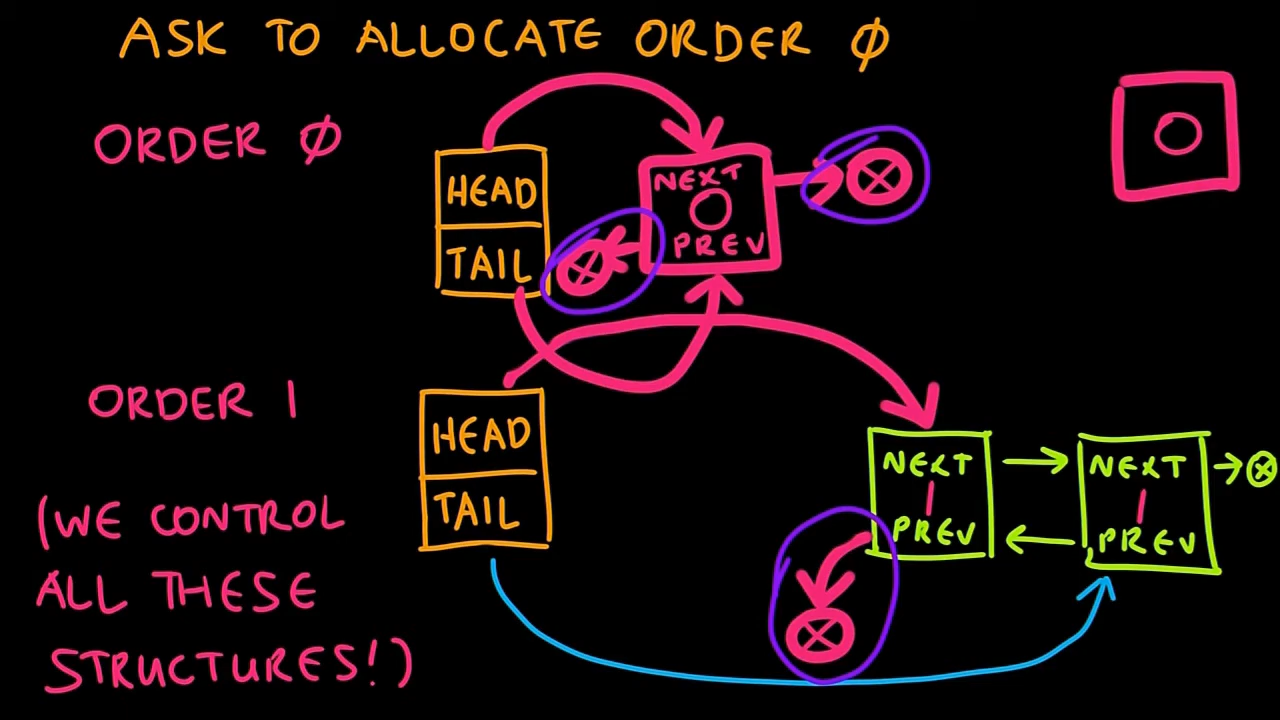 ASK TO ALLOCATE ORDER 0
ORDER 0
HEAD
TAIL
NEXT
O
PREV
O
ORDER 1
HEAD
TAIL
NEXT
|
PREV
NEXT
|
PREV
(WE CONTROL
ALL THESE
STRUCTURES!)